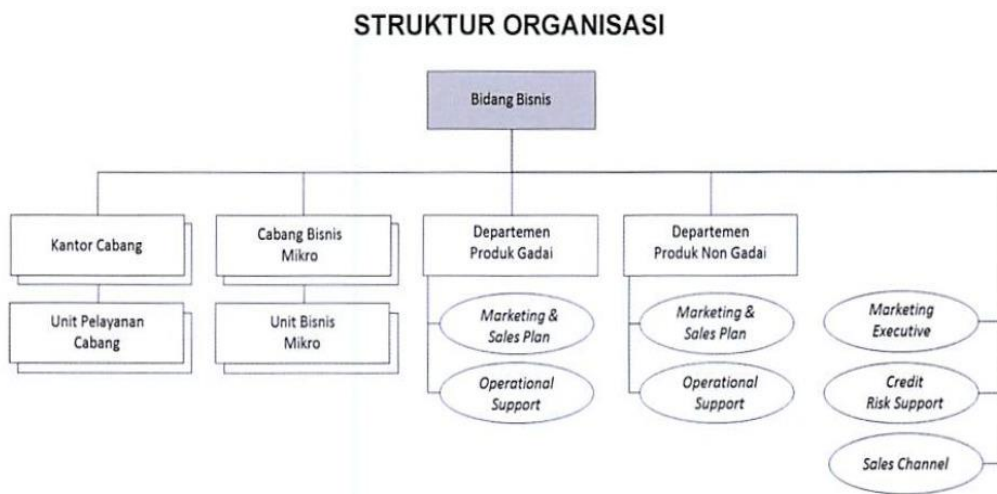 STRUKTUR ORGANISASI
Bidang Bisnis
Kantor Cabang
Cabang Bisnis
Mikro
Departemen
Produk Gadai
Departemen
Produk Non Gadai
Unit Pelayanan
Cabang
Unit Bisnis
Mikro
Marketing &
Sales Plan
Operational
Support
Marketing &
Sales Plan
Operational
Support
Marketing
Executive
Credit
Risk Support
Sales Channel